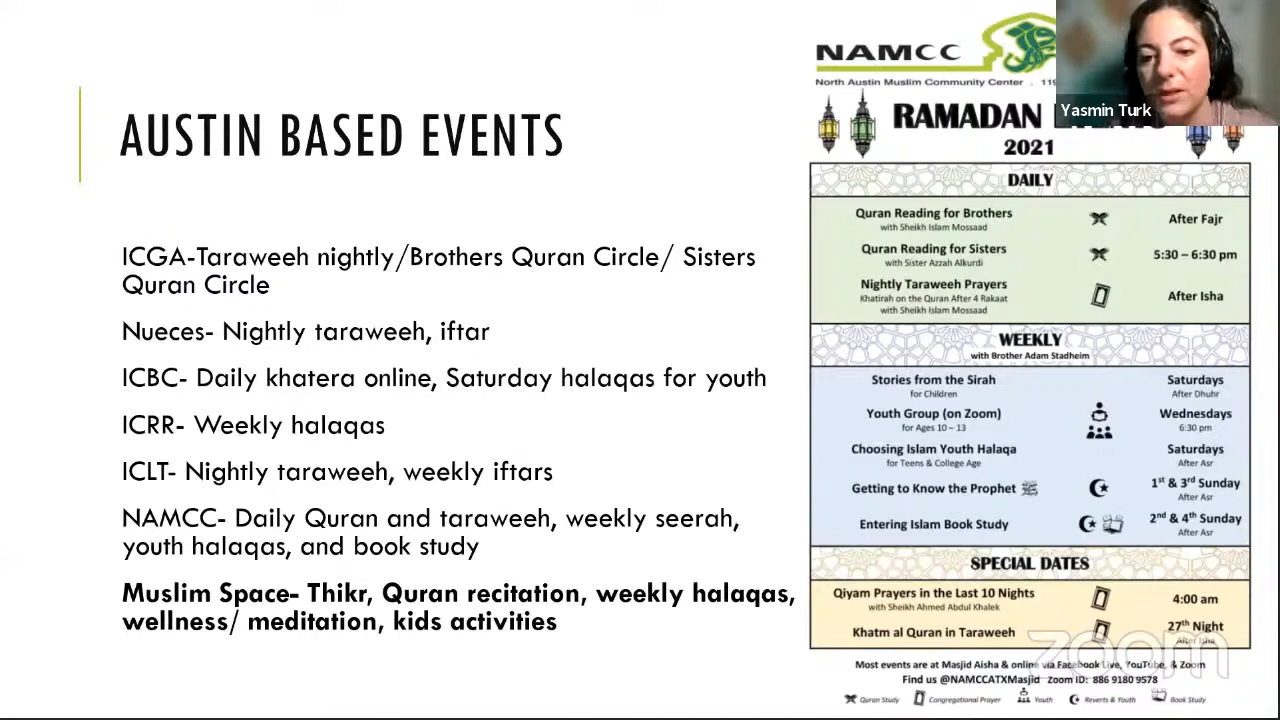 AUSTIN BASED EVENTS
ICGA-Taraweeh nightly/Brothers Quran Circle/ Sisters
Quran Circle
Nueces- Nightly taraweeh, iftar
ICBC- Daily khatera online, Saturday halaqas for youth
ICRR- Weekly halaqas
ICLT- Nightly taraweeh, weekly iftars
NAMCC- Daily Quran and taraweeh, weekly seerah,
youth halaqas, and book study
Muslim Space- Thikr, Quran recitation, weekly halaqas,
wellness/ meditation, kids activities
NAMCC
North Austin Muslim Community Center . 119
Yasmin Turk
RAMADAN
2021
DAILY
Quran Reading for Brothers
with Sheikh Islam Mossaad
After Fajr
Quran Reading for Sisters
with Sister Azzah Alkurdi
5:30 – 6:30 pm
Nightly Taraweeh Prayers
Khatirah on the Quran After 4 Rakaat
with Sheikh Islam Mossaad
After Isha
WEEKLY
with Brother Adam Stadheim
Stories from the Sirah
for Children
Saturdays
After Dhuhr
Youth Group (on Zoom)
for Ages 10 – 13
Wednesdays
6:30 pm
Choosing Islam Youth Halaqa
for Teens & College Age
Saturdays
After Asr
Getting to Know the Prophet ﷺ
1st & 3rd Sunday
After Asr
Entering Islam Book Study
2nd & 4th Sunday
After Asr
SPECIAL DATES
Qiyam Prayers in the Last 10 Nights
with Sheikh Ahmed Abdul Khalek
4:00 am
Khatm al Quran in Taraweeh
27th Night
After Isha
zoom
Most events are at Masjid Aisha & online via Facebook Live, YouTube, & Zoom
Find us @NAMCCATXMasjid Zoom ID: 886 9180 9578
Quran Study Congregational Prayer Youth Reverts & Youth Book Study